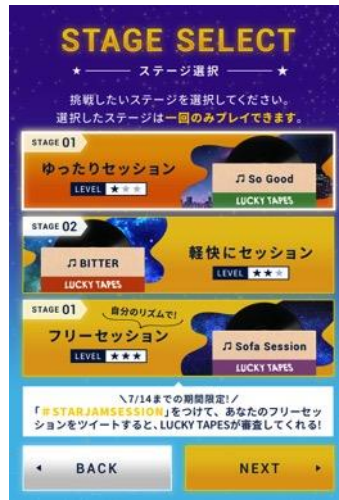 STAGE SELECT
★ ステージ選択 ★
挑戦したいステージを選択してください。
選択したステージは一回のみプレイできます。
STAGE 01
ゆったりセッション
LEVEL ★★★
♫ So Good
LUCKY TAPES
STAGE 02
♫ BITTER
LUCKY TAPES
軽快にセッション
LEVEL ★★★
STAGE 01
自分のリズムで!
フリーセッション
LEVEL ★★★
♫ Sofa Session
LUCKY TAPES
\7/14までの期間限定!/
「#STARJAMSESSION」をつけて、あなたのフリーセッ
ションをツイートすると、LUCKY TAPESが審査してくれる!
BACK
NEXT